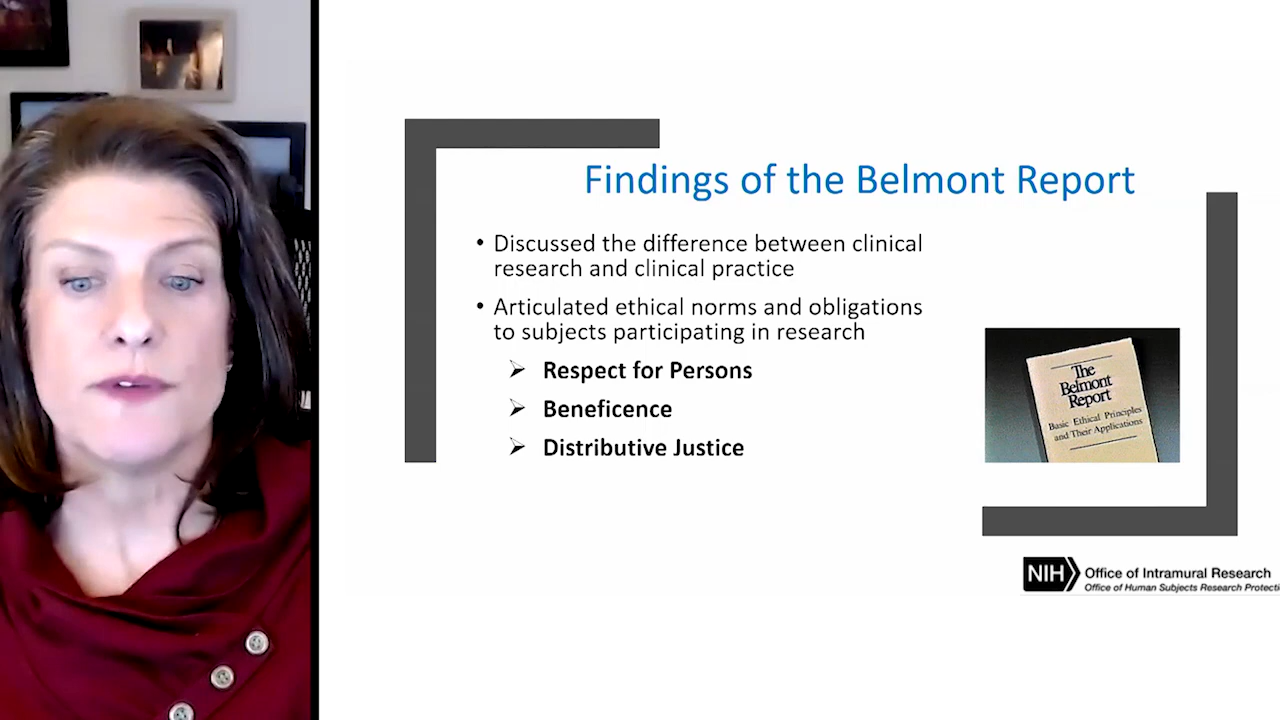 Findings of the Belmont Report
• Discussed the difference between clinical
research and clinical practice
• Articulated ethical norms and obligations
to subjects participating in research
➢ Respect for Persons
➢ Beneficence
➢ Distributive Justice
The
Belmont
Report
Basic Ethical Principles
and Their Applications
NIH Office of Intramural Research
Office of Human Subjects Research Protecti